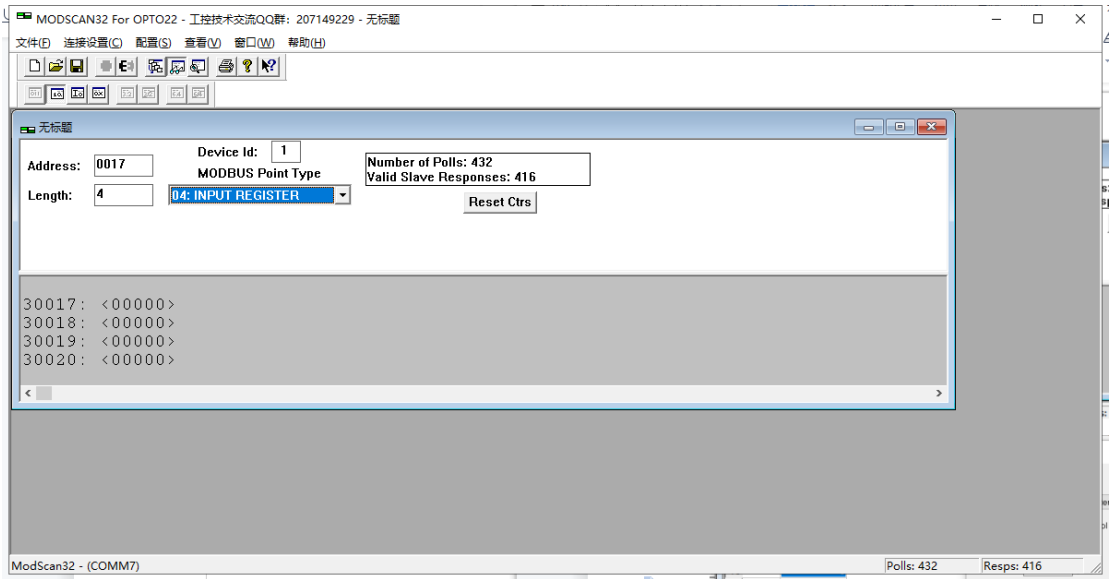 MODSCAN32 For OPTO22 - 工控技术交流QQ群：207149229 - 无标题
文件(F) 连接设置(C) 配置(S) 查看(V) 窗口(W) 帮助(H)
无标题
Address: 0017
Device Id: 1
MODBUS Point Type
Length: 4
04: INPUT REGISTER
Number of Polls: 432
Valid Slave Responses: 416
Reset Ctrs
30017: <00000>
30018: <00000>
30019: <00000>
30020: <00000>
ModScan32 - (COMM7)
Polls: 432
Resps: 416